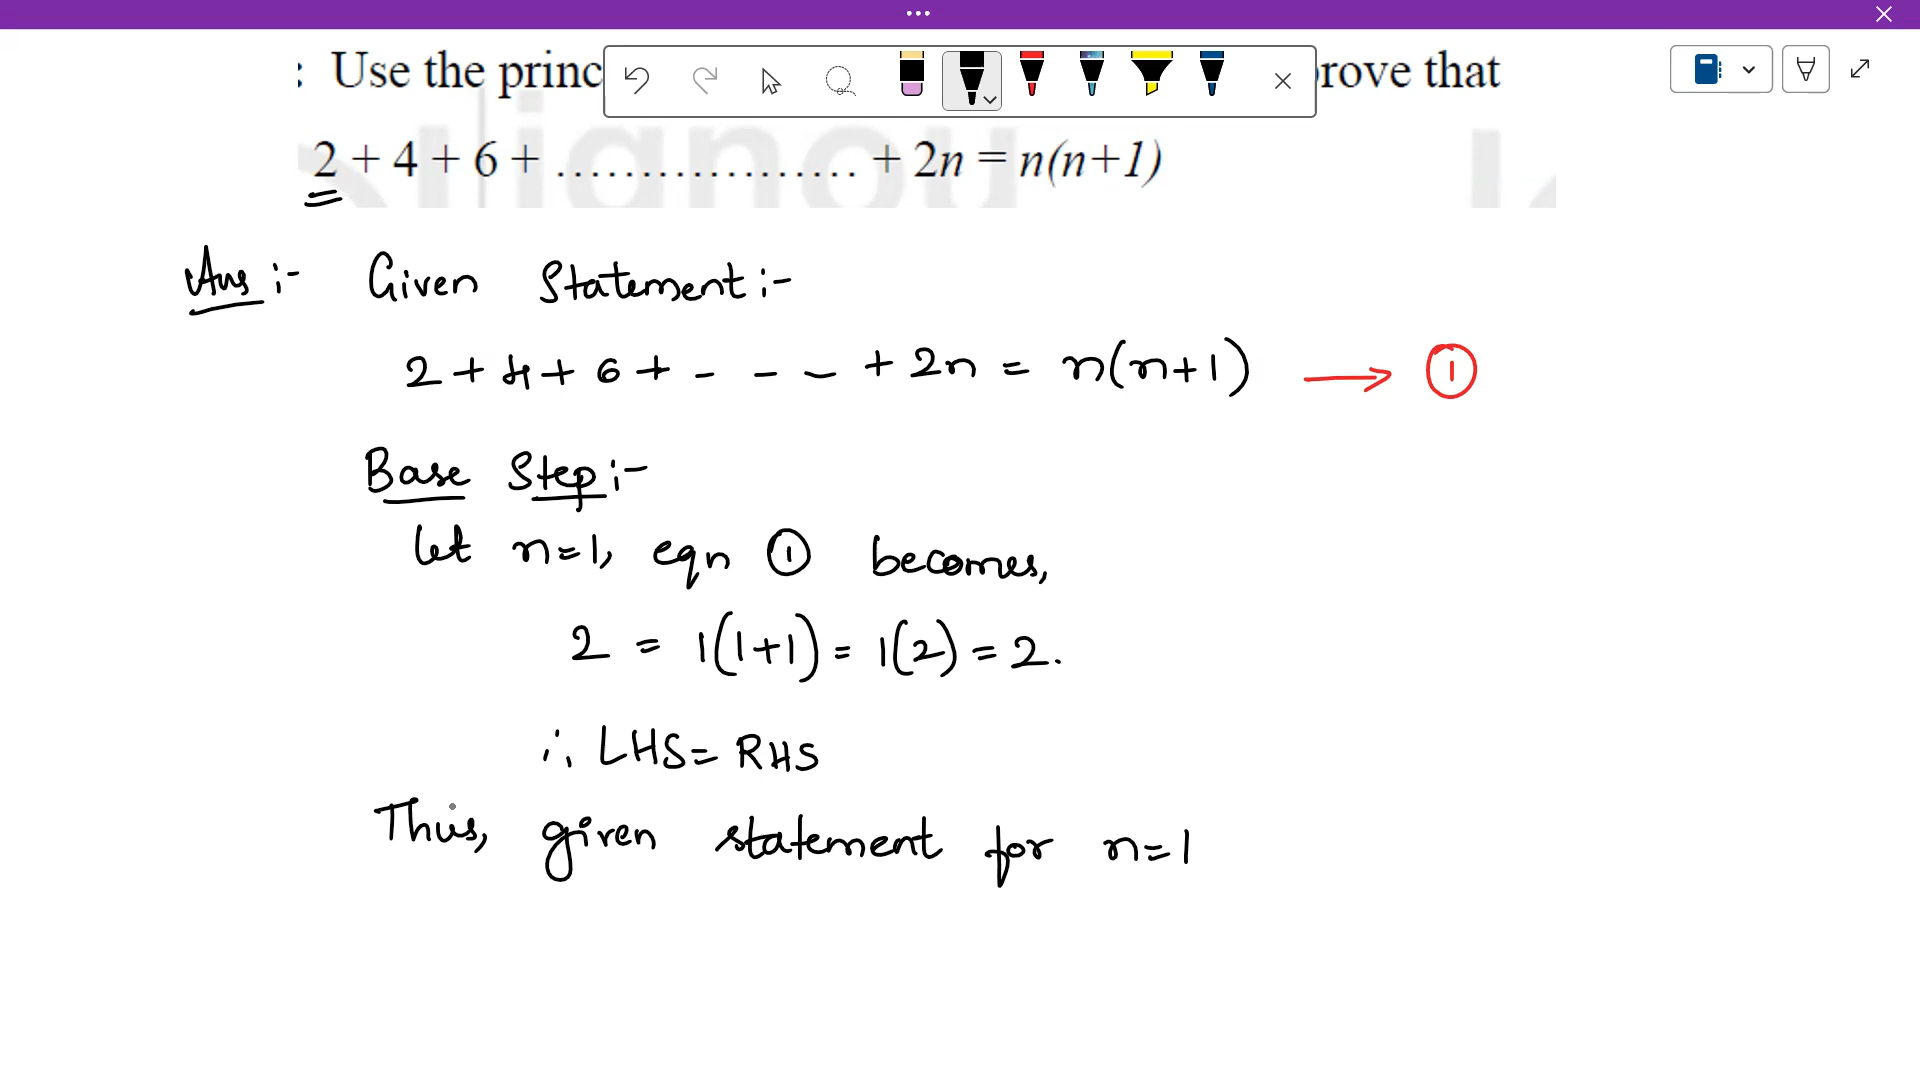 : Use the princ rove that
2 + 4 + 6 + .................. + 2n = n(n+1)
Ans :- Given Statement :-
2 + 4 + 6 + - - - + 2n = n(n+1) → ①
Base Step :-
let n=1, eqn ① becomes,
2 = 1(1+1) = 1(2) = 2.
∴ LHS = RHS
Thus, given statement for n=1